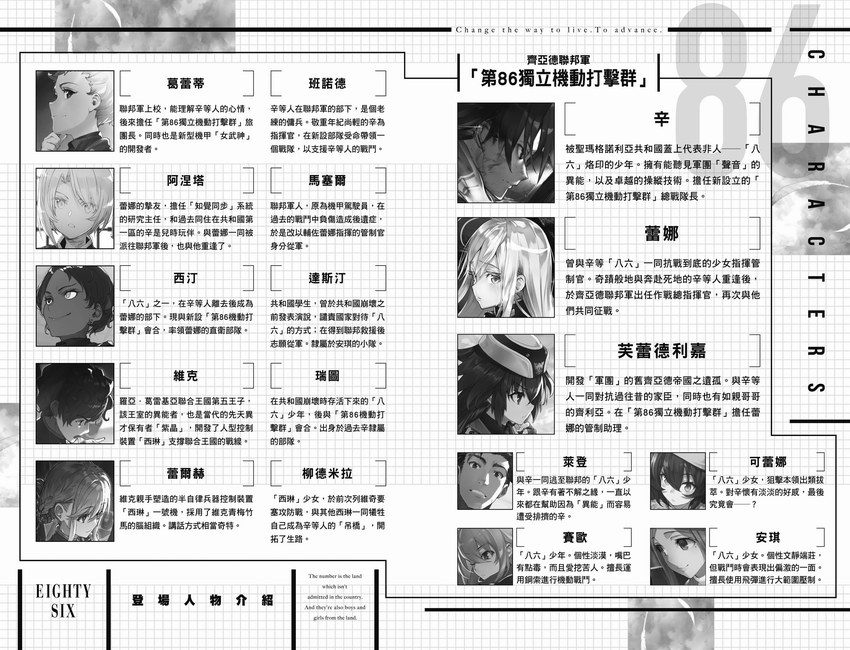 Change the way to live.To advance.
86
CHARACTERS
齊亞德聯邦軍
「第86獨立機動打擊群」
辛
被聖瑪格諾利亞共和國蓋上代表非人──「八
六」烙印的少年。擁有能聽見軍團「聲音」的
異能，以及卓越的操縱技術。擔任新設立的「
第86獨立機動打擊群」總戰隊長。
蕾娜
曾與辛等「八六」一同抗戰到底的少女指揮管
制官。奇蹟般地與奔赴死地的辛等人重逢後，
於齊亞德聯邦軍出任作戰總指揮官，再次與他
們共同征戰。
芙蕾德利嘉
開發「軍團」的舊齊亞德帝國之遺孤。與辛等
人一同對抗過往昔的家臣，同時也有如親哥哥
的齊利亞。在「第86獨立機動打擊群」擔任蕾
娜的管制助理。
萊登
與辛一同逃至聯邦的「八六」少
年。跟辛有著不解之緣，一直以
來都在幫助因為「異能」而容易
遭受排擠的辛。
可蕾娜
「八六」少女，狙擊本領出類拔
萃。對辛懷有淡淡的好感，最後
究竟會──？
賽歐
「八六」少年。個性淡漠，嘴巴
有點毒，而且愛挖苦人。擅長運
用鋼索進行機動戰鬥。
安琪
「八六」少女。個性文靜端莊，
但戰鬥時會表現出偏激的一面。
擅長使用飛彈進行大範圍壓制。
葛蕾蒂
聯邦軍上校，能理解辛等人的心情，
後來擔任「第86獨立機動打擊群」旅
團長。同時也是新型機甲「女武神」
的開發者。
班諾德
辛等人在聯邦軍的部下，是個老
練的傭兵。敬重年紀尚輕的辛為
指揮官，在新設部隊受命帶領一
個戰隊，以支援辛等人的戰鬥。
阿涅塔
蕾娜的摯友，擔任「知覺同步」系統
的研究主任，和過去同住在共和國第
一區的辛是兒時玩伴。與蕾娜一同被
派往聯邦軍後，也與他重逢了。
馬塞爾
聯邦軍人，原為機甲駕駛員，在
過去的戰鬥中負傷造成後遺症，
於是改以輔佐蕾娜指揮的管制官
身分從軍。
西汀
「八六」之一，在辛等人離去後成為
蕾娜的部下。現與新設「第86機動打
擊群」會合，率領蕾娜的直衛部隊。
達斯汀
共和國學生，曾於共和國崩壞之
前發表演說，譴責國家對待「八
六」的方式；在得到聯邦救援後
志願從軍。隸屬於安琪的小隊。
維克
羅亞‧葛雷基亞聯合王國第五王子，
該王室的異能者，也是當代的先天異
才保有者「紫晶」，開發了人型控制
裝置「西琳」支撐聯合王國的戰線。
瑞圖
在共和國崩壞時存活下來的「八
六」少年，後與「第86機動打
擊群」會合。出身於過去辛隸屬
的部隊。
蕾爾赫
維克親手塑造的半自律兵器控制裝置
「西琳」一號機，採用了維克青梅竹
馬的腦組織。講話方式相當奇特。
柳德米拉
「西琳」少女，於前次列維奇要
塞攻防戰，與其他西琳一同犧牲
自己成為辛等人的「吊橋」，開
拓了生路。
EIGHTY
SIX
登場人物介紹
The number is the land
which isn't
admitted in the country.
And they're also boys and
girls from the land.